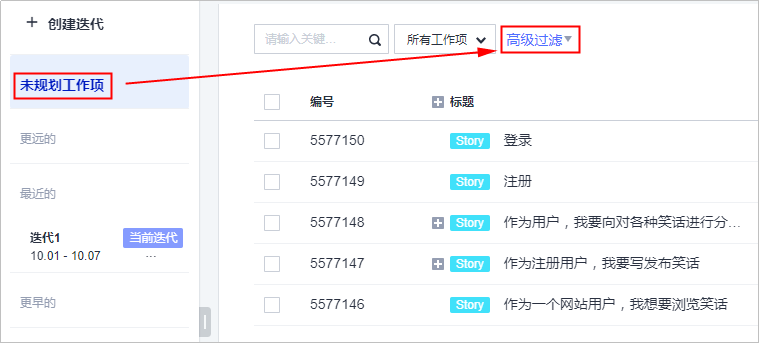 + 创建迭代
未规划工作项
更远的
最近的
迭代1 当前迭代
10.01 - 10.07 ...
更早的
请输入关键... 所有工作项 高级过滤
编号 标题
5577150 Story 登录
5577149 Story 注册
5577148 Story 作为用户，我要向对各种笑话进行分...
5577147 Story 作为注册用户，我要写发布笑话
5577146 Story 作为一个网站用户，我想要浏览笑话